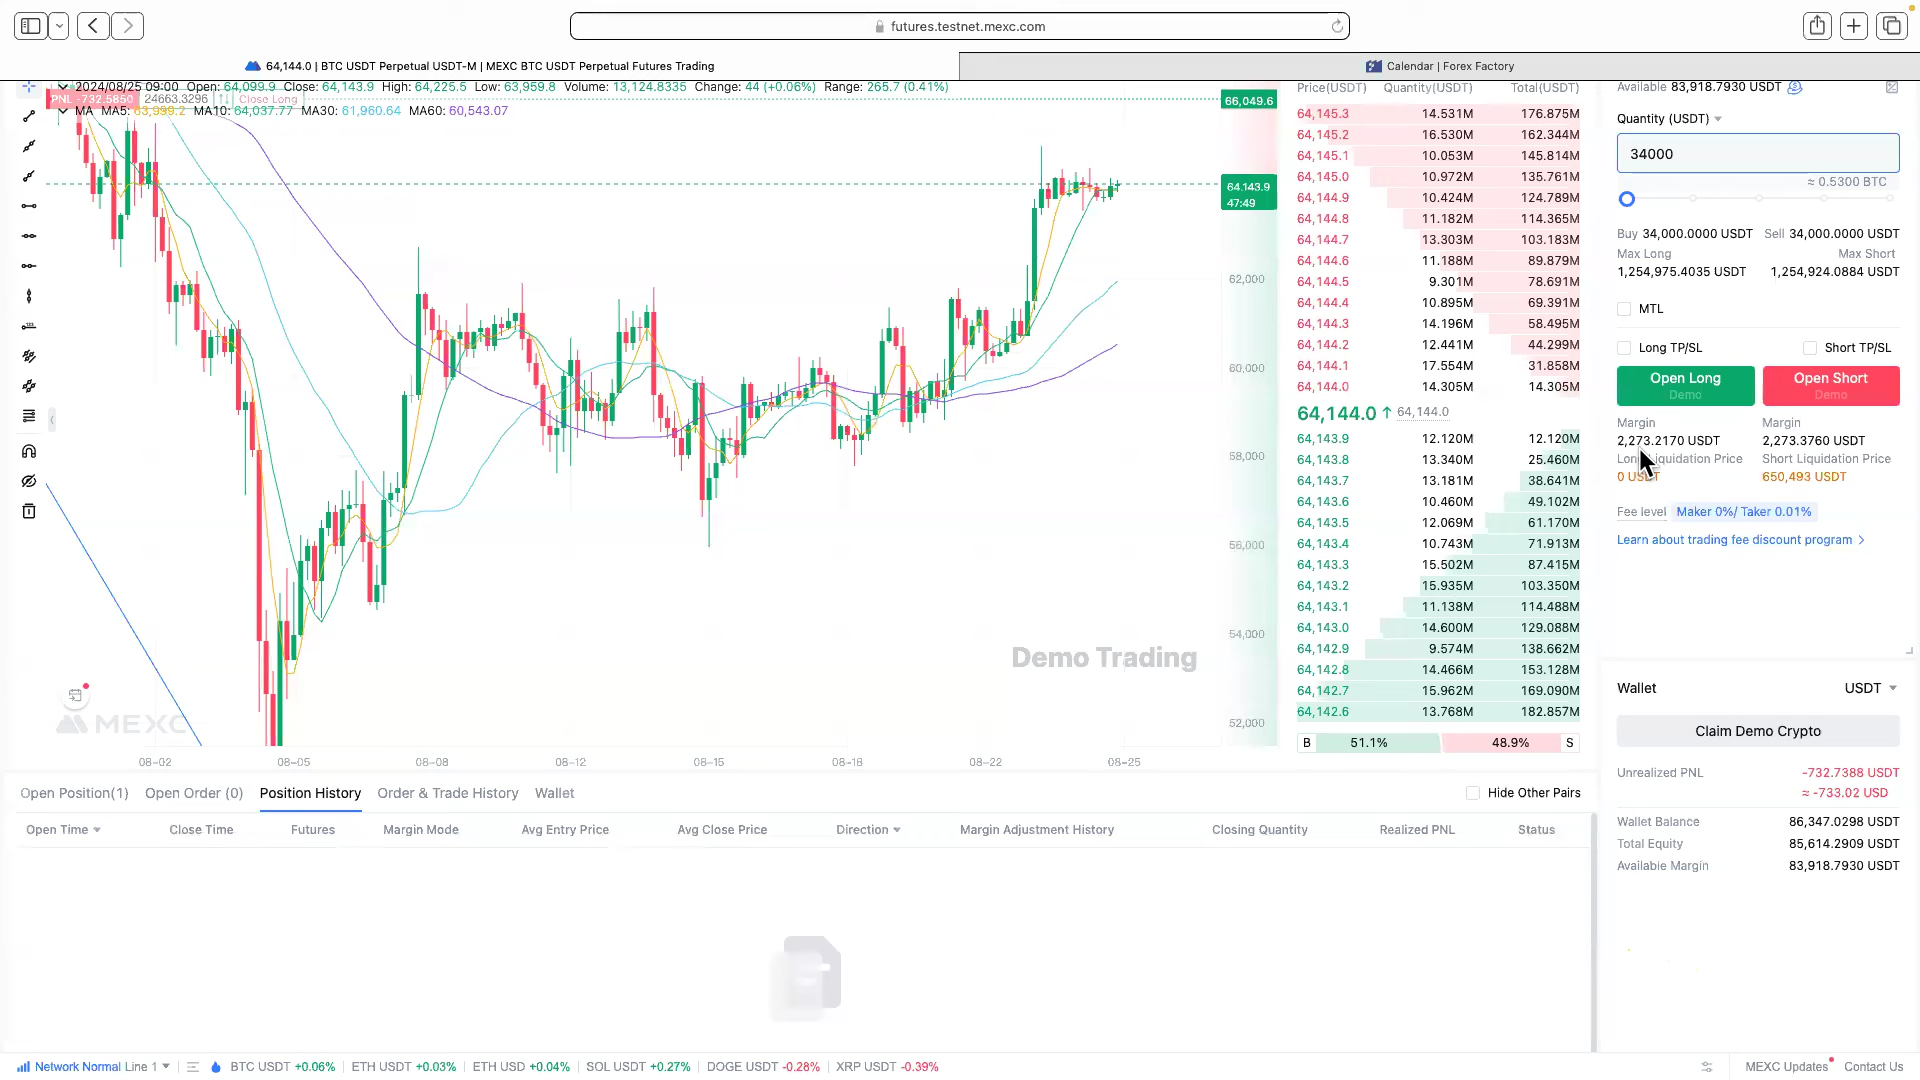 futures.testnet.mexc.com
64,144.0 | BTC USDT Perpetual USDT-M | MEXC BTC USDT Perpetual Futures Trading
Calendar | Forex Factory
2024/08/25 09:00 Open: 64,099.9 Close: 64,143.9 High: 64,225.5 Low: 63,959.8 Volume: 13,124.8335 Change: 44 (+0.06%) Range: 265.7 (0.41%)
PNL -732.5850 24663.3296 Close Long
MA MA5: 63,999.2 MA10: 64,037.77 MA30: 61,960.64 MA60: 60,543.07
66,049.6
64,143.9
47:49
62,000
60,000
58,000
56,000
54,000
52,000
Demo Trading
MEXC
08-02 08-05 08-08 08-12 08-15 08-18 08-22 08-25
Price(USDT) Quantity(USDT) Total(USDT)
64,145.3 14.531M 176.875M
64,145.2 16.530M 162.344M
64,145.1 10.053M 145.814M
64,145.0 10.972M 135.761M
64,144.9 10.424M 124.789M
64,144.8 11.182M 114.365M
64,144.7 13.303M 103.183M
64,144.6 11.188M 89.879M
64,144.5 9.301M 78.691M
64,144.4 10.895M 69.391M
64,144.3 14.196M 58.495M
64,144.2 12.441M 44.299M
64,144.1 17.554M 31.858M
64,144.0 14.305M 14.305M
64,144.0 ↑ 64,144.0
64,143.9 12.120M 12.120M
64,143.8 13.340M 25.460M
64,143.7 13.181M 38.641M
64,143.6 10.460M 49.102M
64,143.5 12.069M 61.170M
64,143.4 10.743M 71.913M
64,143.3 15.502M 87.415M
64,143.2 15.935M 103.350M
64,143.1 11.138M 114.488M
64,143.0 14.600M 129.088M
64,142.9 9.574M 138.662M
64,142.8 14.466M 153.128M
64,142.7 15.962M 169.090M
64,142.6 13.768M 182.857M
B 51.1% 48.9% S
Available 83,918.7930 USDT
Quantity (USDT)
34000
≈ 0.5300 BTC
Buy 34,000.0000 USDT Sell 34,000.0000 USDT
Max Long Max Short
1,254,975.4035 USDT 1,254,924.0884 USDT
MTL
Long TP/SL Short TP/SL
Open Long Open Short
Demo Demo
Margin Margin
2,273.2170 USDT 2,273.3760 USDT
Long Liquidation Price Short Liquidation Price
0 USDT 650,493 USDT
Fee level Maker 0%/ Taker 0.01%
Learn about trading fee discount program >
Wallet USDT
Claim Demo Crypto
Unrealized PNL -732.7388 USDT
≈ -733.02 USD
Wallet Balance 86,347.0298 USDT
Total Equity 85,614.2909 USDT
Available Margin 83,918.7930 USDT
Open Position(1) Open Order (0) Position History Order & Trade History Wallet Hide Other Pairs
Open Time Close Time Futures Margin Mode Avg Entry Price Avg Close Price Direction Margin Adjustment History Closing Quantity Realized PNL Status
Network Normal Line 1 BTC USDT +0.06% ETH USDT +0.03% ETH USD +0.04% SOL USDT +0.27% DOGE USDT -0.28% XRP USDT -0.39% MEXC Updates Contact Us